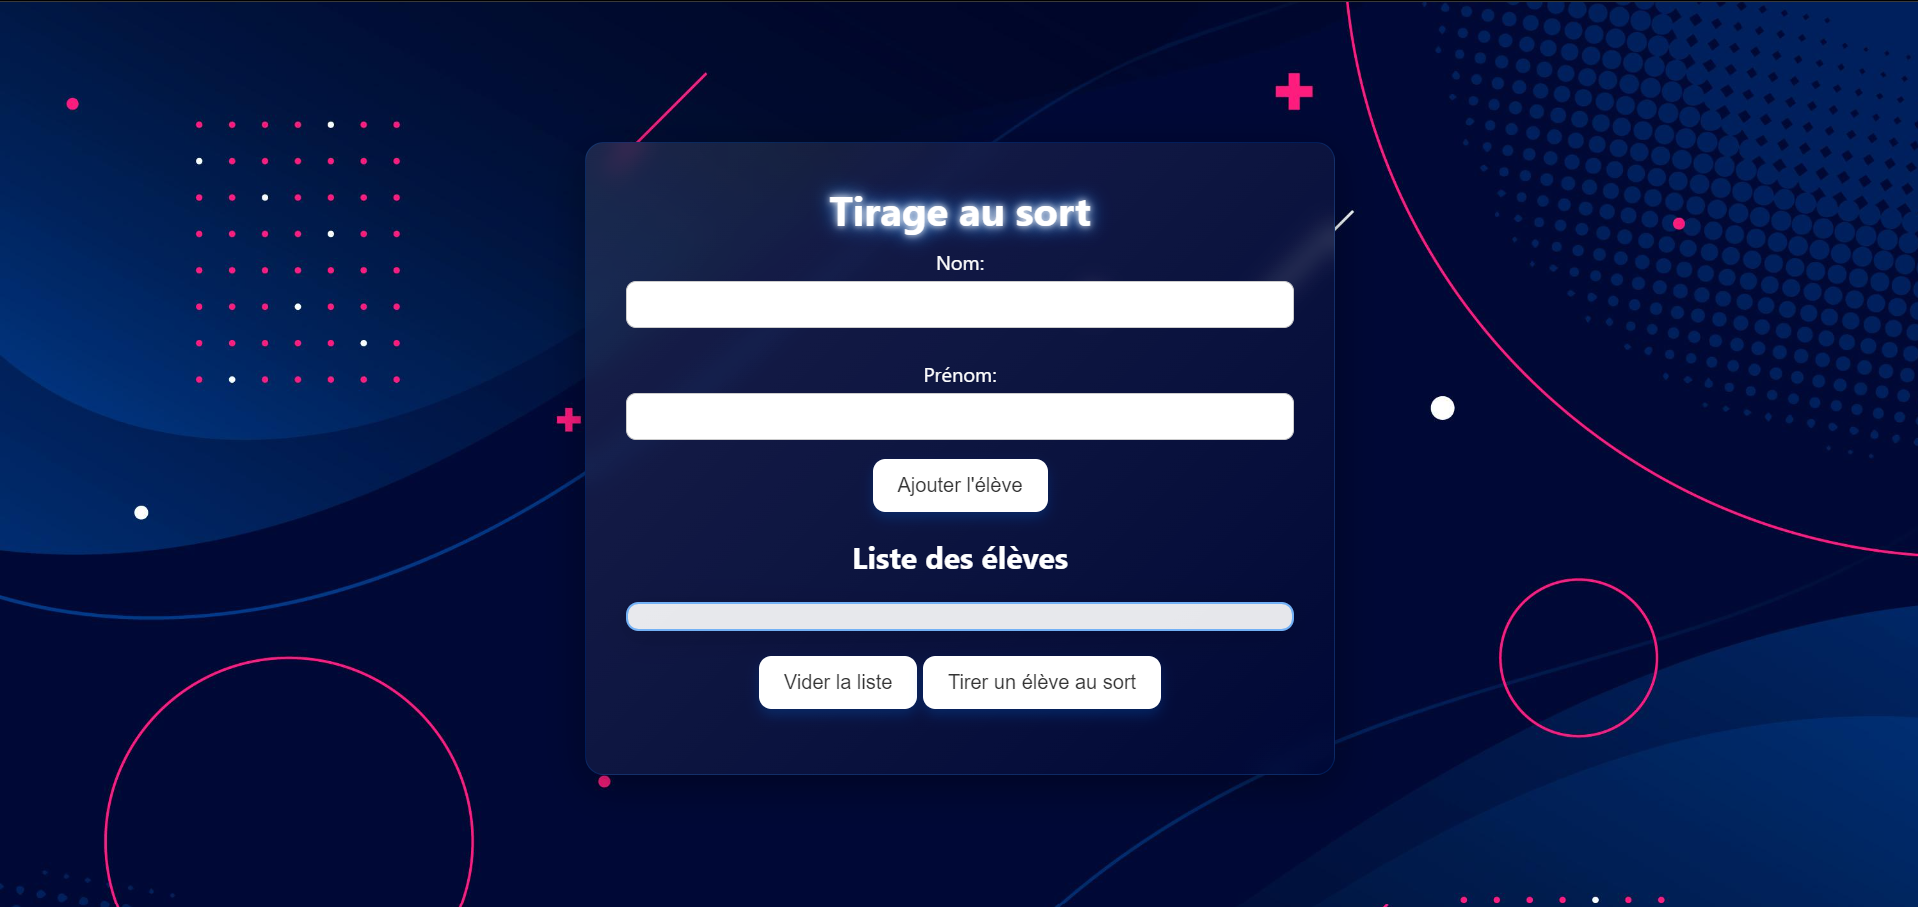 Tirage au sort
Nom:
Prénom:
Ajouter l'élève
Liste des élèves
Vider la liste Tirer un élève au sort